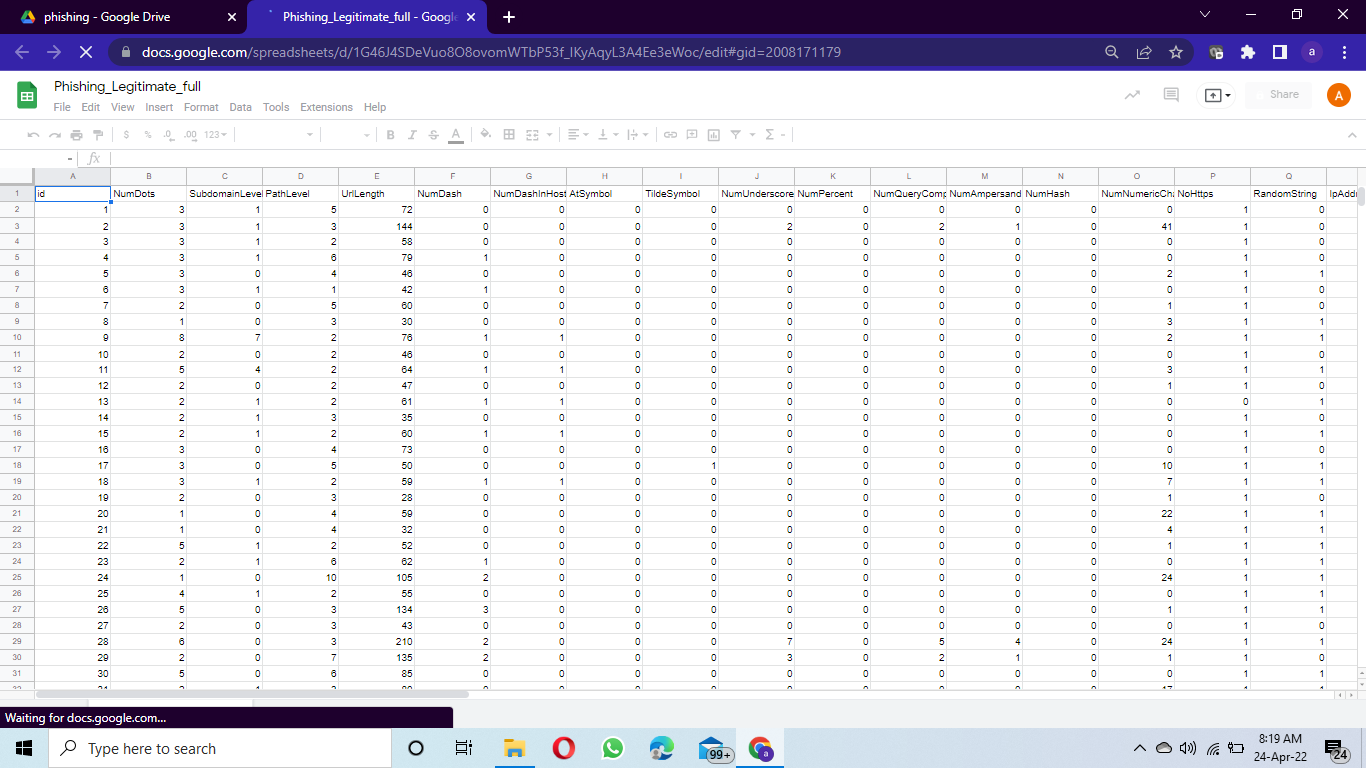 phishing - Google Drive
Phishing_Legitimate_full - Google
docs.google.com/spreadsheets/d/1G46J4SDeVuo8O8ovomWTbP53f_IKyAqyL3A4Ee3eWoc/edit#gid=2008171179
a
Phishing_Legitimate_full
File Edit View Insert Format Data Tools Extensions Help
Share
A
$ % .0 .00 123 B I S A Σ
fx
A B C D E F G H I J K L M N O P Q
1 id NumDots SubdomainLevel PathLevel UrlLength NumDash NumDashInHost AtSymbol TildeSymbol NumUnderscore NumPercent NumQueryComp NumAmpersand NumHash NumNumericCha NoHttps RandomString IpAddr
2 1 3 1 5 72 0 0 0 0 0 0 0 0 0 0 1 0
3 2 3 1 3 144 0 0 0 0 2 0 2 1 0 41 1 0
4 3 3 1 2 58 0 0 0 0 0 0 0 0 0 0 1 0
5 4 3 1 6 79 1 0 0 0 0 0 0 0 0 0 1 0
6 5 3 0 4 46 0 0 0 0 0 0 0 0 0 2 1 1
7 6 3 1 1 42 1 0 0 0 0 0 0 0 0 0 1 0
8 7 2 0 5 60 0 0 0 0 0 0 0 0 0 1 1 0
9 8 1 0 3 30 0 0 0 0 0 0 0 0 0 3 1 1
10 9 8 7 2 76 1 1 0 0 0 0 0 0 0 2 1 1
11 10 2 0 2 46 0 0 0 0 0 0 0 0 0 0 1 0
12 11 5 4 2 64 1 1 0 0 0 0 0 0 0 3 1 1
13 12 2 0 2 47 0 0 0 0 0 0 0 0 0 1 1 0
14 13 2 1 2 61 1 1 0 0 0 0 0 0 0 0 0 1
15 14 2 1 3 35 0 0 0 0 0 0 0 0 0 0 1 0
16 15 2 1 2 60 1 1 0 0 0 0 0 0 0 0 1 1
17 16 3 0 4 73 0 0 0 0 0 0 0 0 0 0 1 0
18 17 3 0 5 50 0 0 0 1 0 0 0 0 0 10 1 1
19 18 3 1 2 59 1 1 0 0 0 0 0 0 0 7 1 1
20 19 2 0 3 28 0 0 0 0 0 0 0 0 0 1 1 0
21 20 1 0 4 59 0 0 0 0 0 0 0 0 0 22 1 1
22 21 1 0 4 32 0 0 0 0 0 0 0 0 0 4 1 1
23 22 5 1 2 52 0 0 0 0 0 0 0 0 0 1 1 1
24 23 2 1 6 62 1 0 0 0 0 0 0 0 0 0 1 1
25 24 1 0 10 105 2 0 0 0 0 0 0 0 0 24 1 1
26 25 4 1 2 55 0 0 0 0 0 0 0 0 0 0 1 1
27 26 5 0 3 134 3 0 0 0 0 0 0 0 0 1 1 1
28 27 2 0 3 43 0 0 0 0 0 0 0 0 0 0 1 0
29 28 6 0 3 210 2 0 0 0 7 0 5 4 0 24 1 1
30 29 2 0 7 135 2 0 0 0 3 0 2 1 0 1 1 0
31 30 5 0 6 85 0 0 0 0 0 0 0 0 0 0 1 1
Waiting for docs.google.com...
Type here to search
99+
a
8:19 AM
24-Apr-22
24